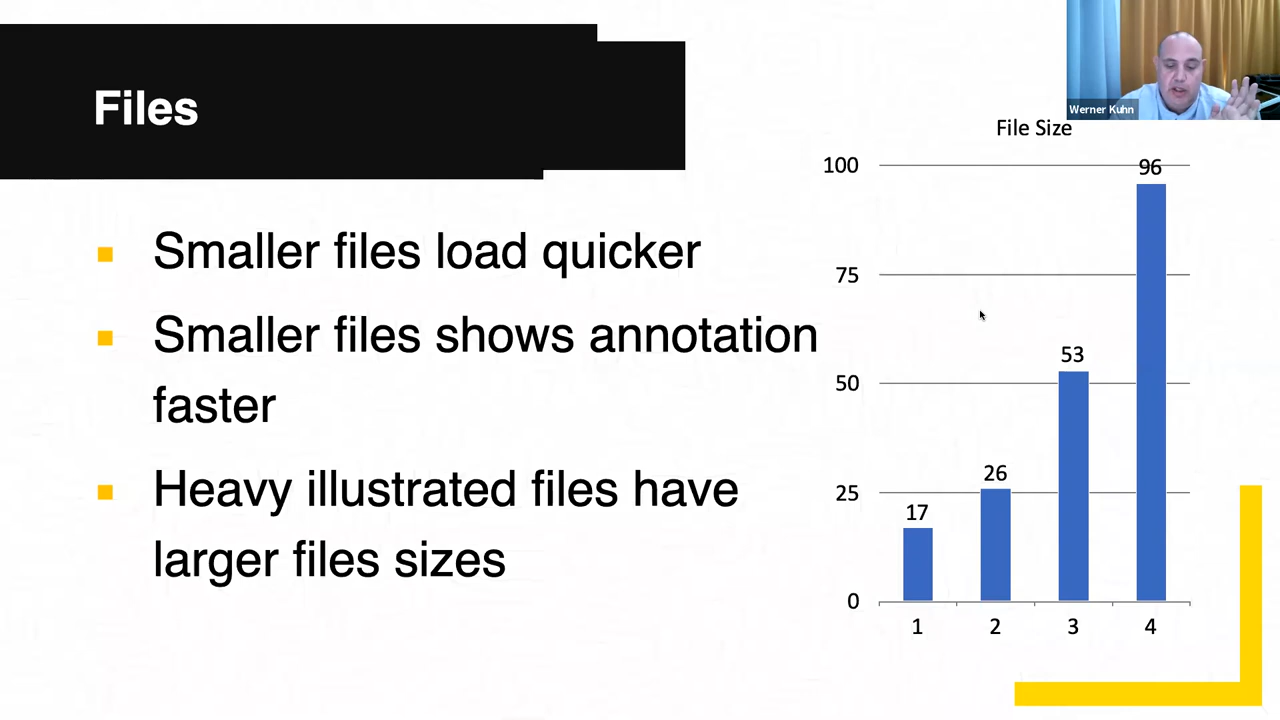 Files
Smaller files load quicker
Smaller files shows annotation
faster
Heavy illustrated files have
larger files sizes
Werner Kuhn
File Size
100
75
50
25
0
17
26
53
96
1
2
3
4